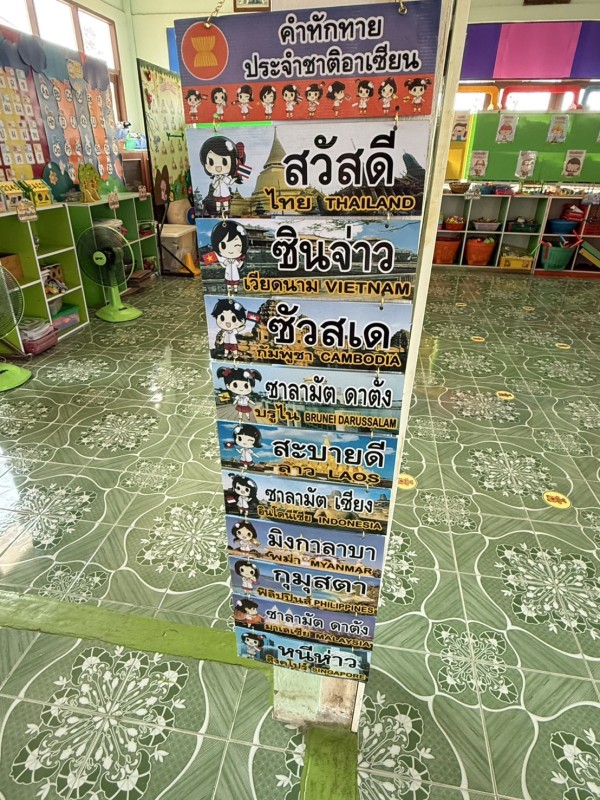 คำทักทาย
ประจำชาติอาเซียน
สวัสดี
ไทย THAILAND
ซินจ่าว
เวียดนาม VIETNAM
ซัวสเด
กัมพูชา CAMBODIA
ซาลามัต ดาตัง
บรูไน BRUNEI DARUSSALAM
สะบายดี
ลาว LAOS
ซาลามัต เซียง
อินโดนีเซีย INDONESIA
มิงกาลาบา
พม่า MYANMAR
กุมุสตา
ฟิลิปปินส์ PHILIPPINES
ซาลามัต ดาตัง
มาเลเซีย MALAYSIA
หนีห่าว
สิงคโปร์ SINGAPORE